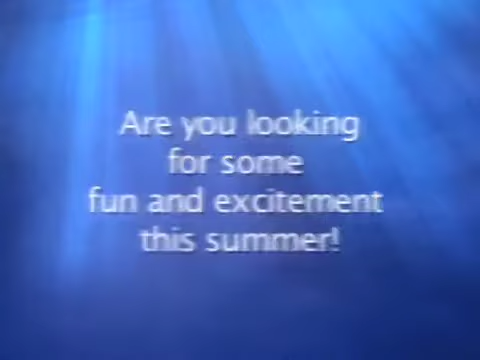 Are you looking
for some
fun and excitement
this summer!